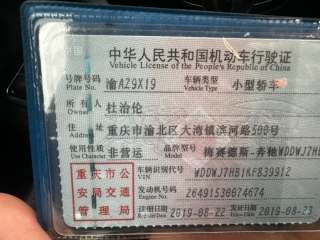 中华人民共和国机动车行驶证
Vehicle License of the People's Republic of China
号牌号码 渝AZ9X19 车辆类型 小型轿车
Plate No. Vehicle Type
所有人 杜治伦
Owner
住址 重庆市渝北区大湾镇滨河路500号
Address
使用性质 非营运 品牌型号 梅赛德斯-奔驰WDDWJ7HB
Use Character Model
重庆市公安局交通管理局
车辆识别代号 WDDWJ7HB1KF839912
VIN
发动机号码 26491530074674
Engine No.
注册日期 2019-08-22 发证日期 2019-08-23
Register Date Issue Date